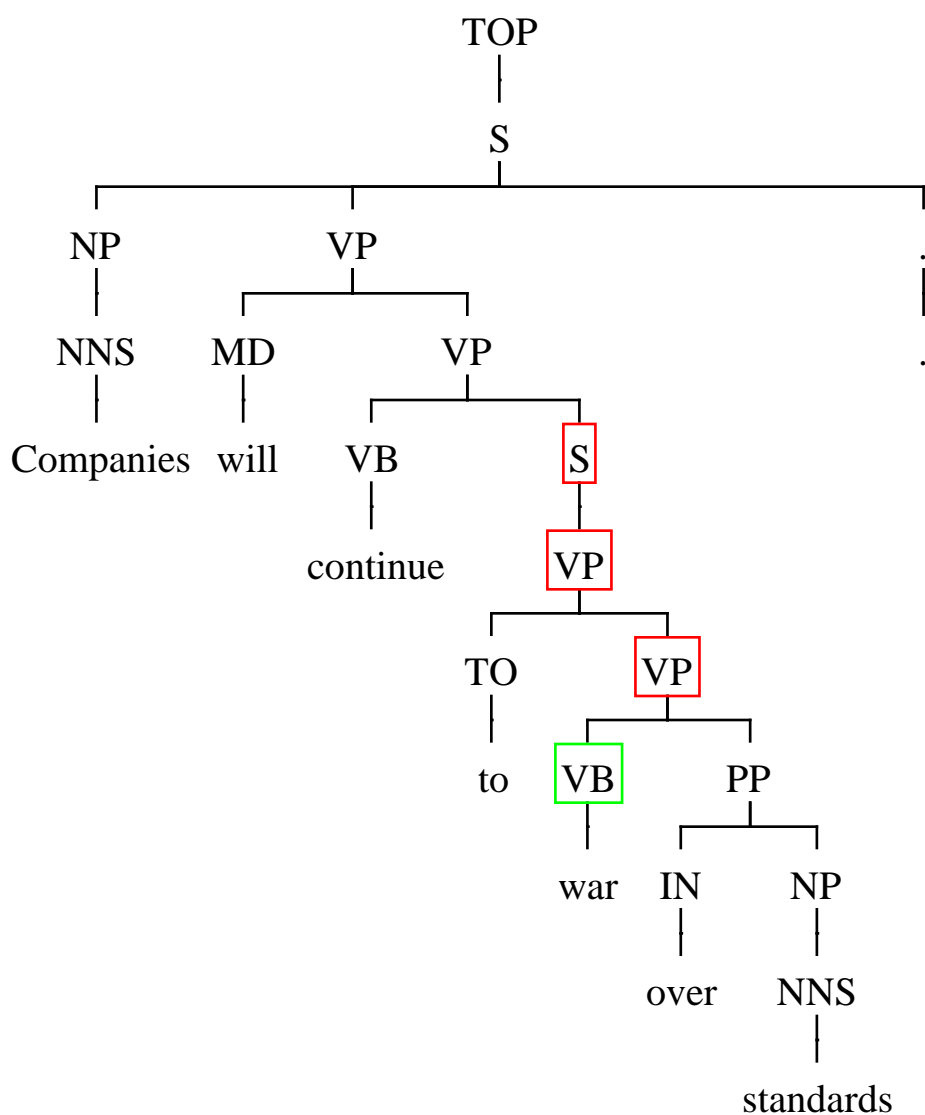 TOP
S
NP VP .
NNS MD VP .
Companies will VB S
continue VP
TO VP
to VB PP
war IN NP
over NNS
standards